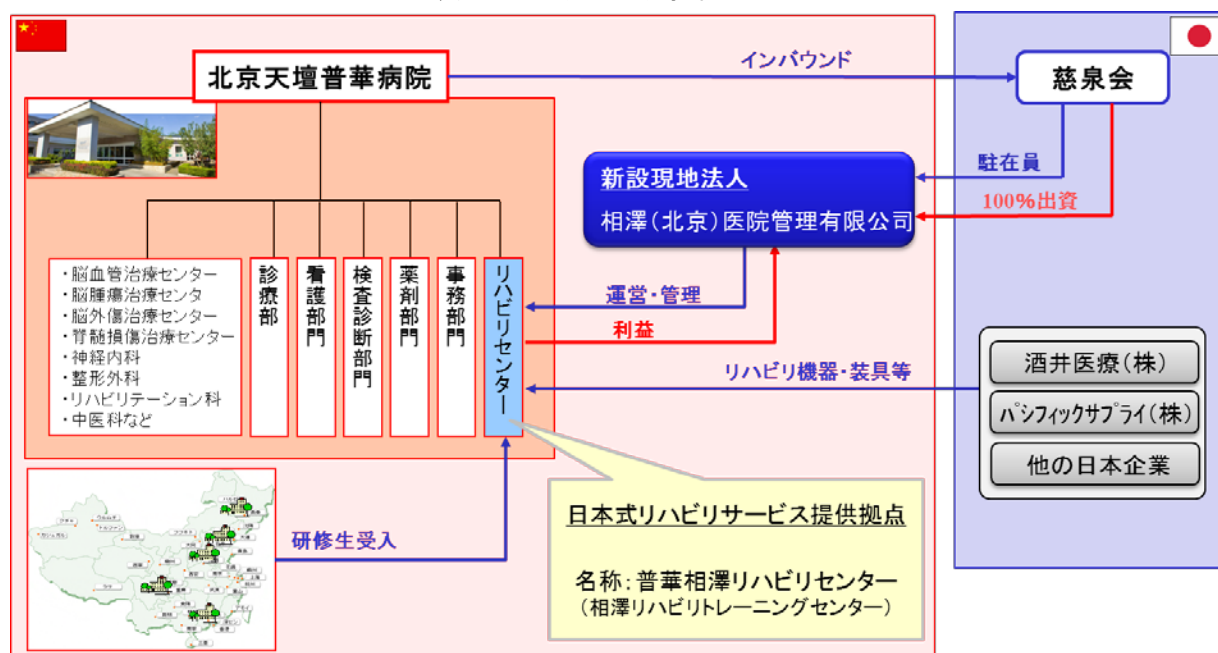 インバウンド
北京天壇普華病院
慈泉会
駐在員
100%出資
新設現地法人
相澤(北京)医院管理有限公司
・脳血管治療センター
・脳腫瘍治療センタ
・脳外傷治療センター
・脊髄損傷治療センター
・神経内科
・整形外科
・リハビリテーション科
・中医科など
診療部
看護部門
検査診断部門
薬剤部門
事務部門
リハビリセンター
運営・管理
利益
リハビリ機器・装具等
酒井医療(株)
パシフィックサプライ(株)
他の日本企業
研修生受入
日本式リハビリサービス提供拠点
名称:普華相澤リハビリセンター
(相澤リハビリトレーニングセンター)